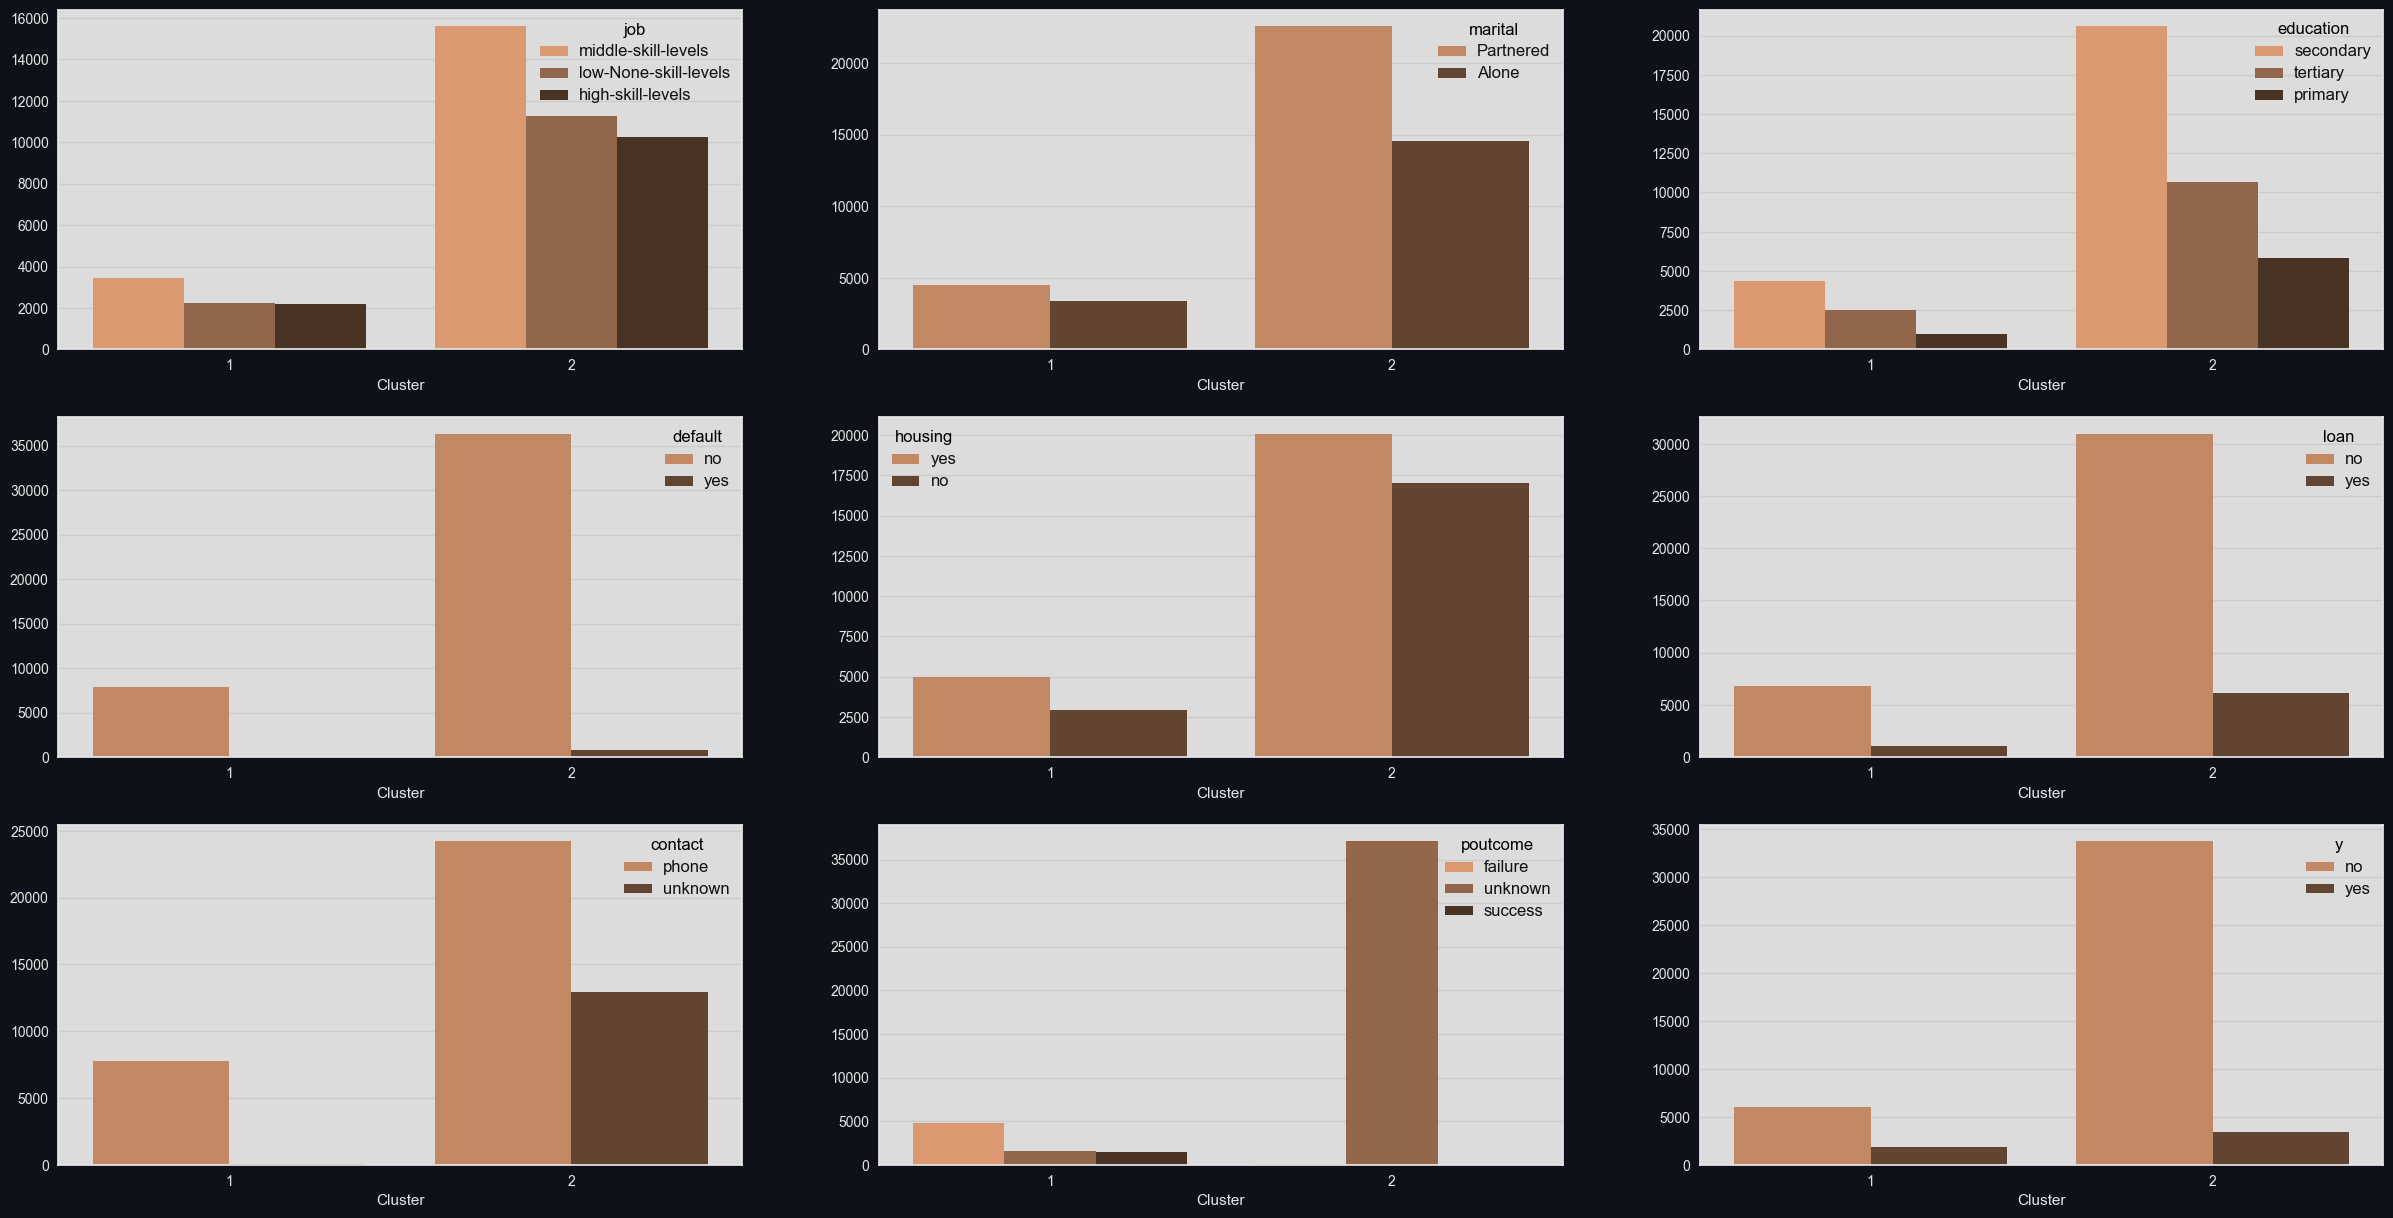 16000
14000
12000
10000
8000
6000
4000
2000
0
job
middle-skill-levels
low-None-skill-levels
high-skill-levels
1 2
Cluster
20000
15000
10000
5000
0
marital
Partnered
Alone
1 2
Cluster
20000
17500
15000
12500
10000
7500
5000
2500
0
education
secondary
tertiary
primary
1 2
Cluster
35000
30000
25000
20000
15000
10000
5000
0
default
no
yes
1 2
Cluster
20000
17500
15000
12500
10000
7500
5000
2500
0
housing
yes
no
1 2
Cluster
30000
25000
20000
15000
10000
5000
0
loan
no
yes
1 2
Cluster
25000
20000
15000
10000
5000
0
contact
phone
unknown
1 2
Cluster
35000
30000
25000
20000
15000
10000
5000
0
poutcome
failure
unknown
success
1 2
Cluster
35000
30000
25000
20000
15000
10000
5000
0
y
no
yes
1 2
Cluster